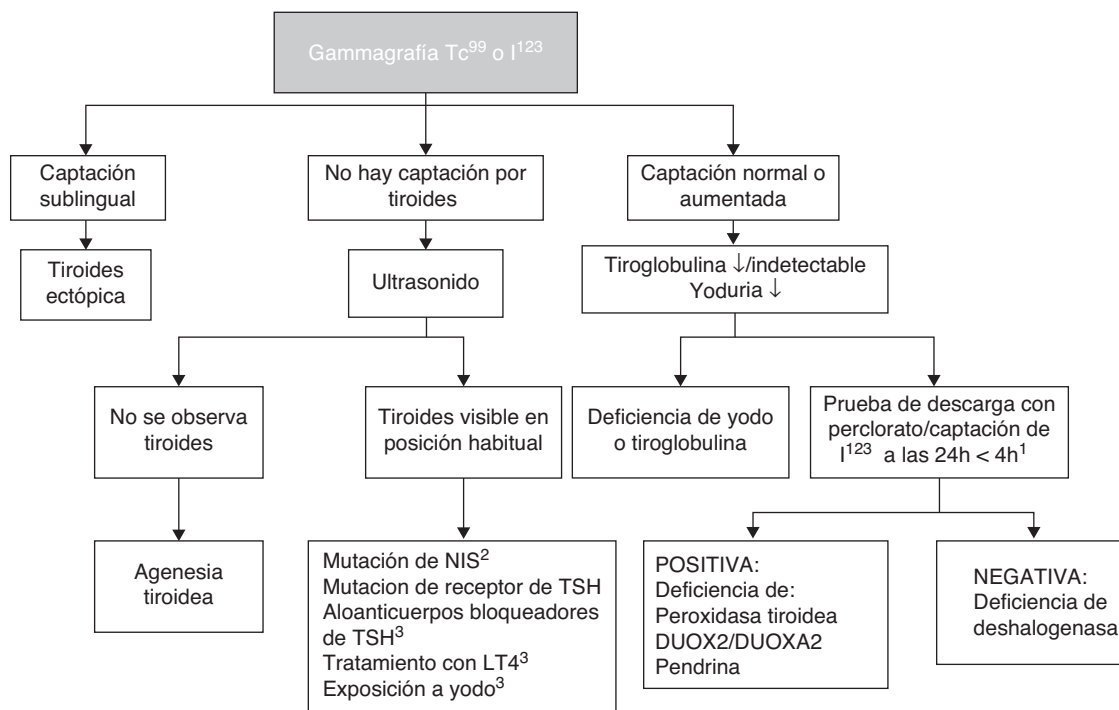 Gammagrafía Tc99 o I123
Captación
sublingual
No hay captación por
tiroides
Captación normal o
aumentada
Tiroides
ectópica
Ultrasonido
Tiroglobulina ↓/indetectable
Yoduria ↓
No se observa
tiroides
Tiroides visible en
posición habitual
Deficiencia de yodo
o tiroglobulina
Prueba de descarga con
perclorato/captación de
I123 a las 24h < 4h1
Agenesia
tiroidea
Mutación de NIS2
Mutacion de receptor de TSH
Aloanticuerpos bloqueadores
de TSH3
Tratamiento con LT43
Exposición a yodo3
POSITIVA:
Deficiencia de:
Peroxidasa tiroidea
DUOX2/DUOXA2
Pendrina
NEGATIVA:
Deficiencia de
deshalogenasa